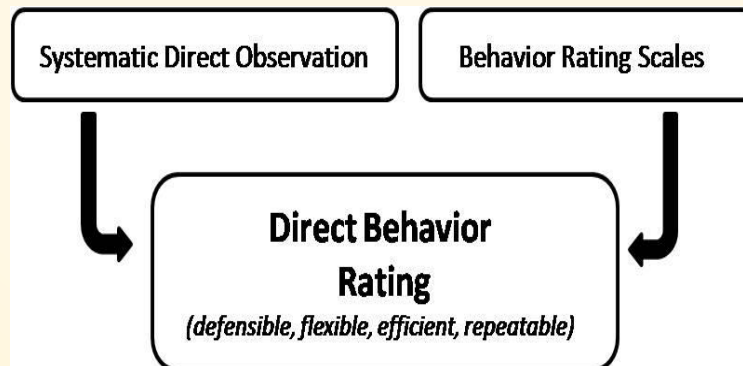 Systematic Direct Observation
Behavior Rating Scales
Direct Behavior
Rating
(defensible, flexible, efficient, repeatable)